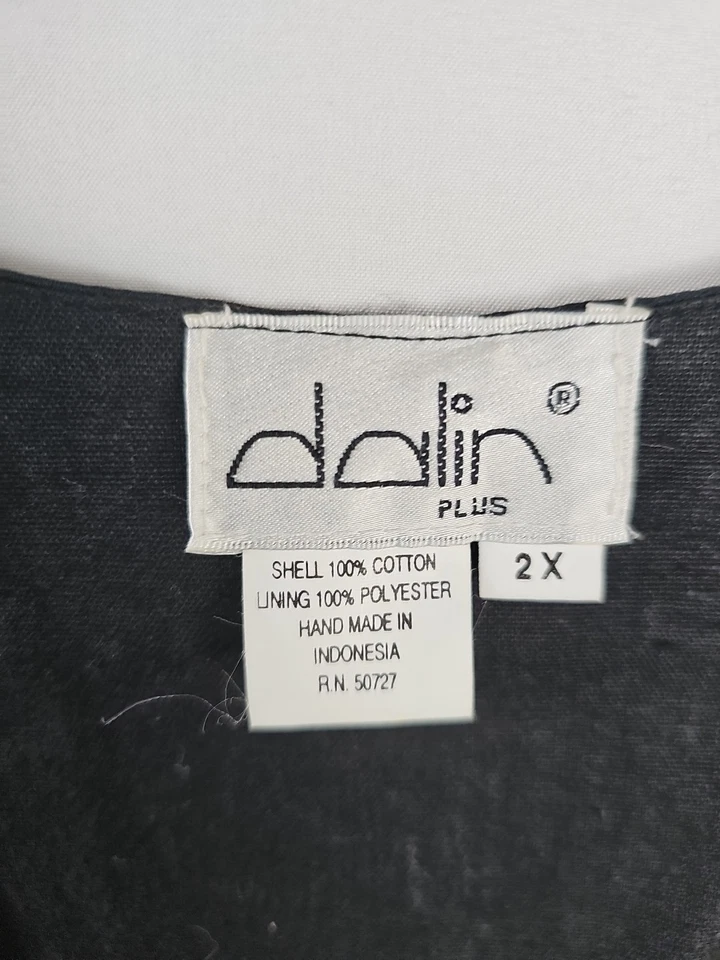 dalin ®
PLUS
2 X
SHELL 100% COTTON
LINING 100% POLYESTER
HAND MADE IN
INDONESIA
R.N. 50727